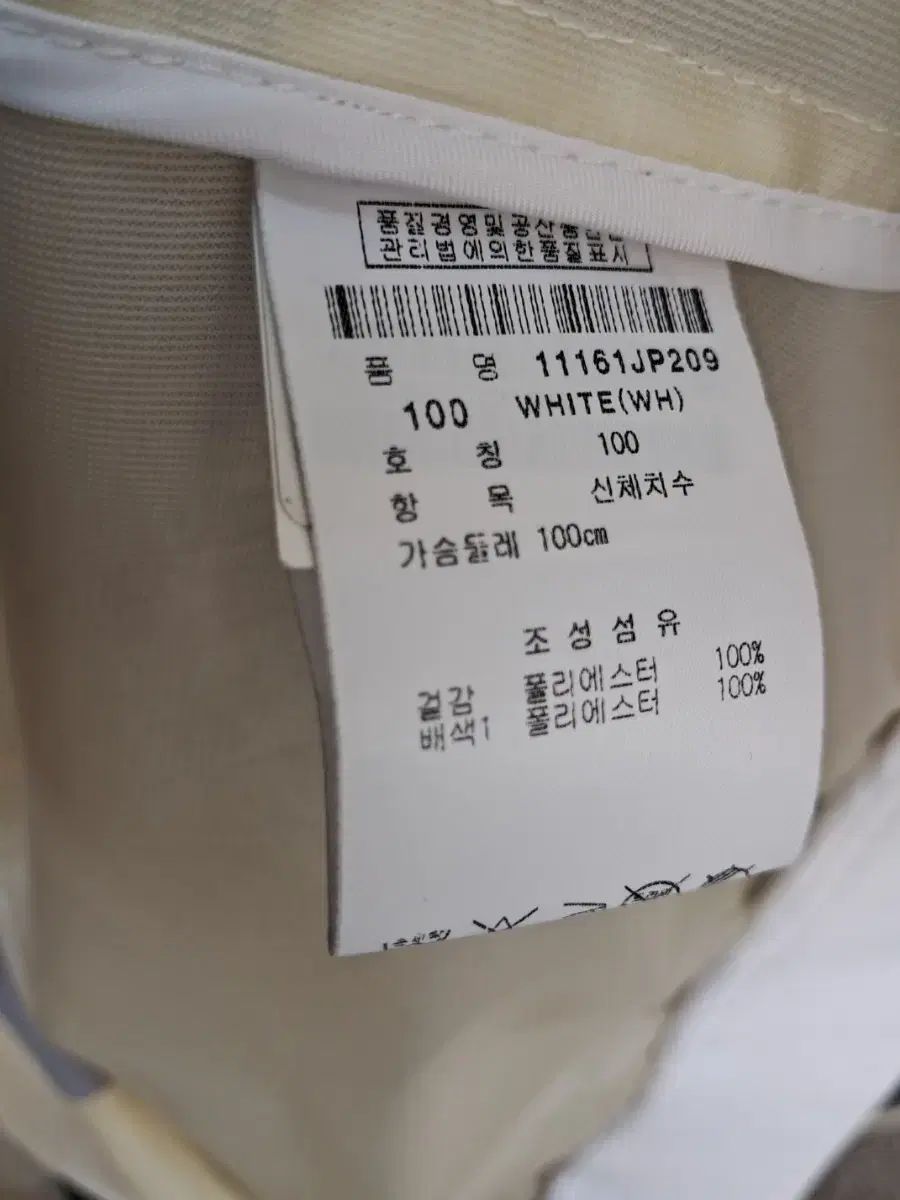 품질경영및공산품안전
관리법에의한품질표시
품 명 11161JP209
100 WHITE(WH)
호 칭 100
항 목 신체치수
가슴둘레 100cm
조성섬유
겉감 폴리에스터 100%
배색1 폴리에스터 100%